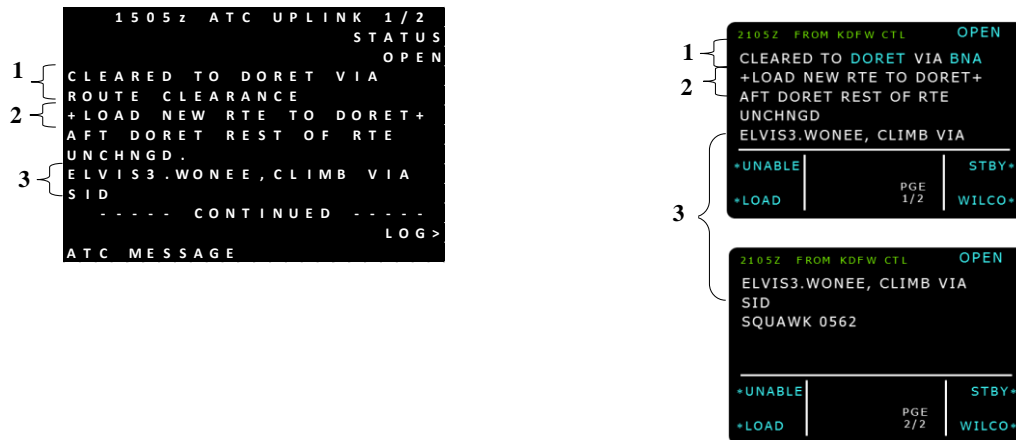 1505z ATC UPLINK 1/2
STATUS
OPEN
1
CLEARED TO DORET VIA
ROUTE CLEARANCE
2
+LOAD NEW RTE TO DORET+
AFT DORET REST OF RTE
UNCHNGD.
3
ELVIS3.WONEE,CLIMB VIA
SID
----- CONTINUED -----
LOG>
ATC MESSAGE
2105Z FROM KDFW CTL OPEN
1
CLEARED TO DORET VIA BNA
2
+LOAD NEW RTE TO DORET+
AFT DORET REST OF RTE
UNCHNGD
3
ELVIS3.WONEE, CLIMB VIA
*UNABLE STBY*
PGE
1/2
*LOAD WILCO*
2105Z FROM KDFW CTL OPEN
ELVIS3.WONEE, CLIMB VIA
SID
SQUAWK 0562
*UNABLE STBY*
PGE
2/2
*LOAD WILCO*